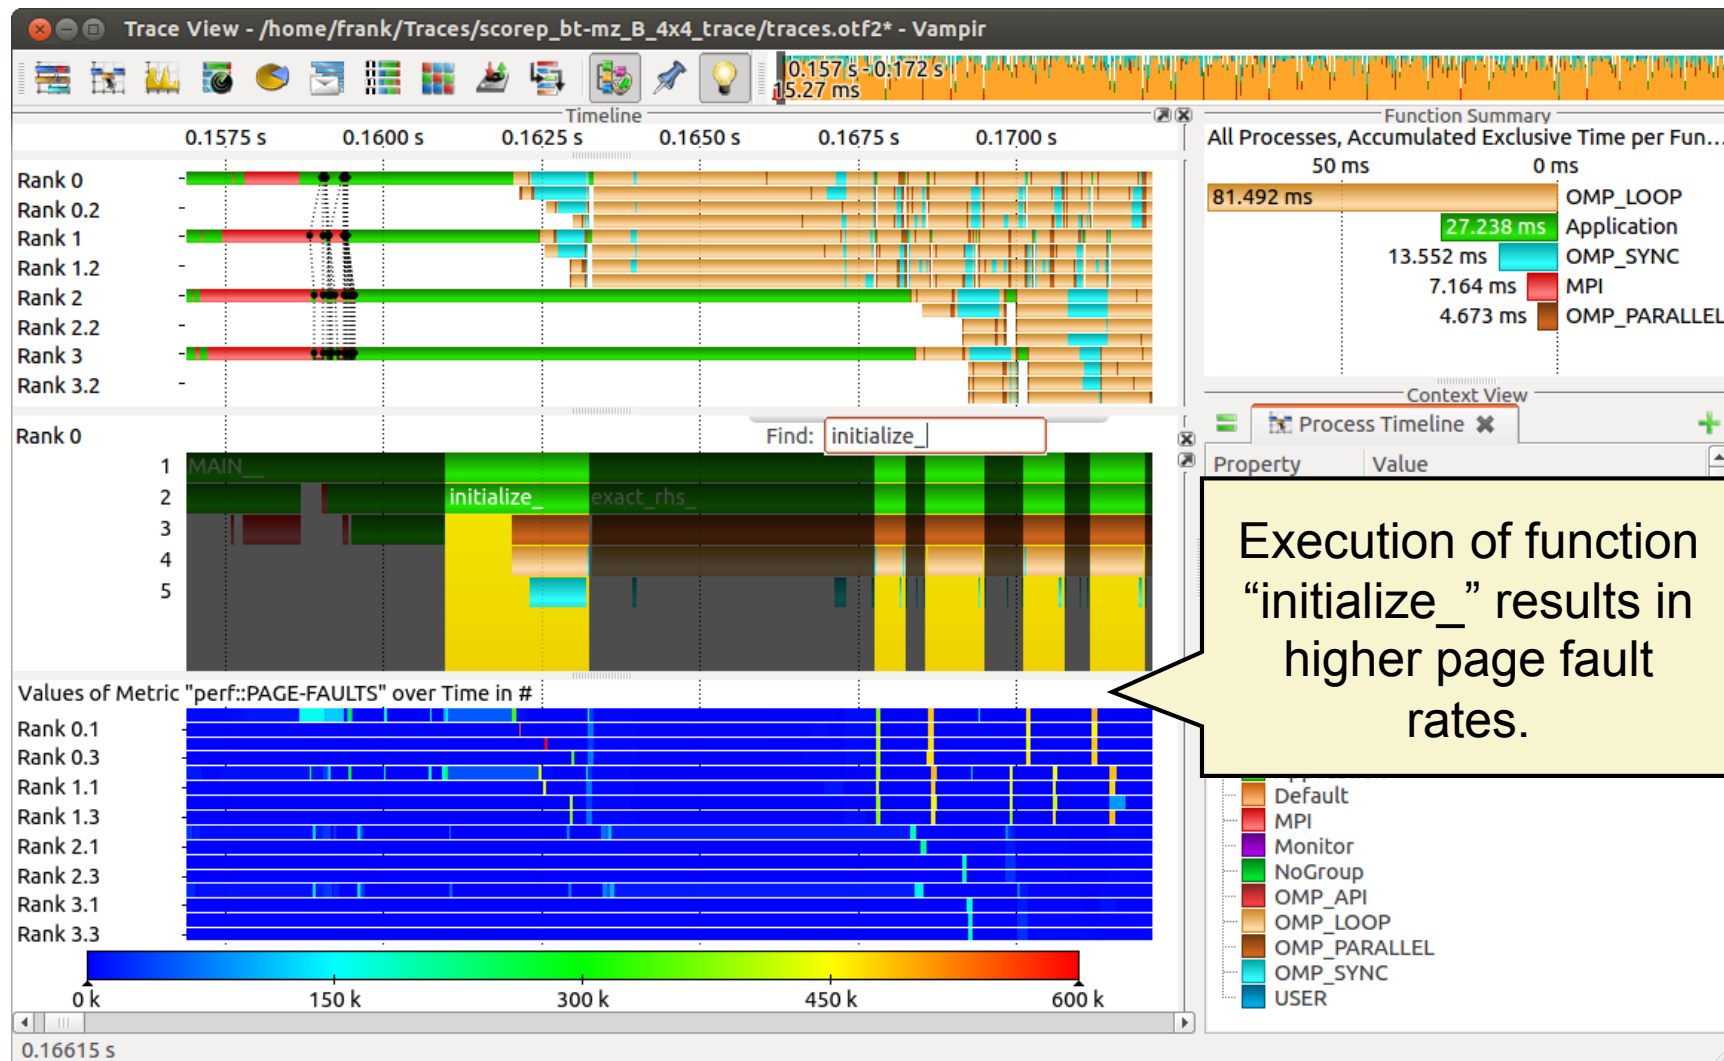 Trace View - /home/frank/Traces/scorep_bt-mz_B_4x4_trace/traces.otf2* - Vampir
0.157 s - 0.172 s
15.27 ms
Timeline
0.1575 s 0.1600 s 0.1625 s 0.1650 s 0.1675 s 0.1700 s
Rank 0
Rank 0.2
Rank 1
Rank 1.2
Rank 2
Rank 2.2
Rank 3
Rank 3.2
Function Summary
All Processes, Accumulated Exclusive Time per Fun...
50 ms 0 ms
81.492 ms OMP_LOOP
27.238 ms Application
13.552 ms OMP_SYNC
7.164 ms MPI
4.673 ms OMP_PARALLEL
Rank 0
Find: initialize_
1 MAIN__
2 initialize_ exact_rhs_
3
4
5
Context View
Process Timeline
Property Value
Execution of function
“initialize_” results in
higher page fault
rates.
Values of Metric "perf::PAGE-FAULTS" over Time in #
Rank 0.1
Rank 0.3
Rank 1.1
Rank 1.3
Rank 2.1
Rank 2.3
Rank 3.1
Rank 3.3
0 k 150 k 300 k 450 k 600 k
Default
MPI
Monitor
NoGroup
OMP_API
OMP_LOOP
OMP_PARALLEL
OMP_SYNC
USER
0.16615 s